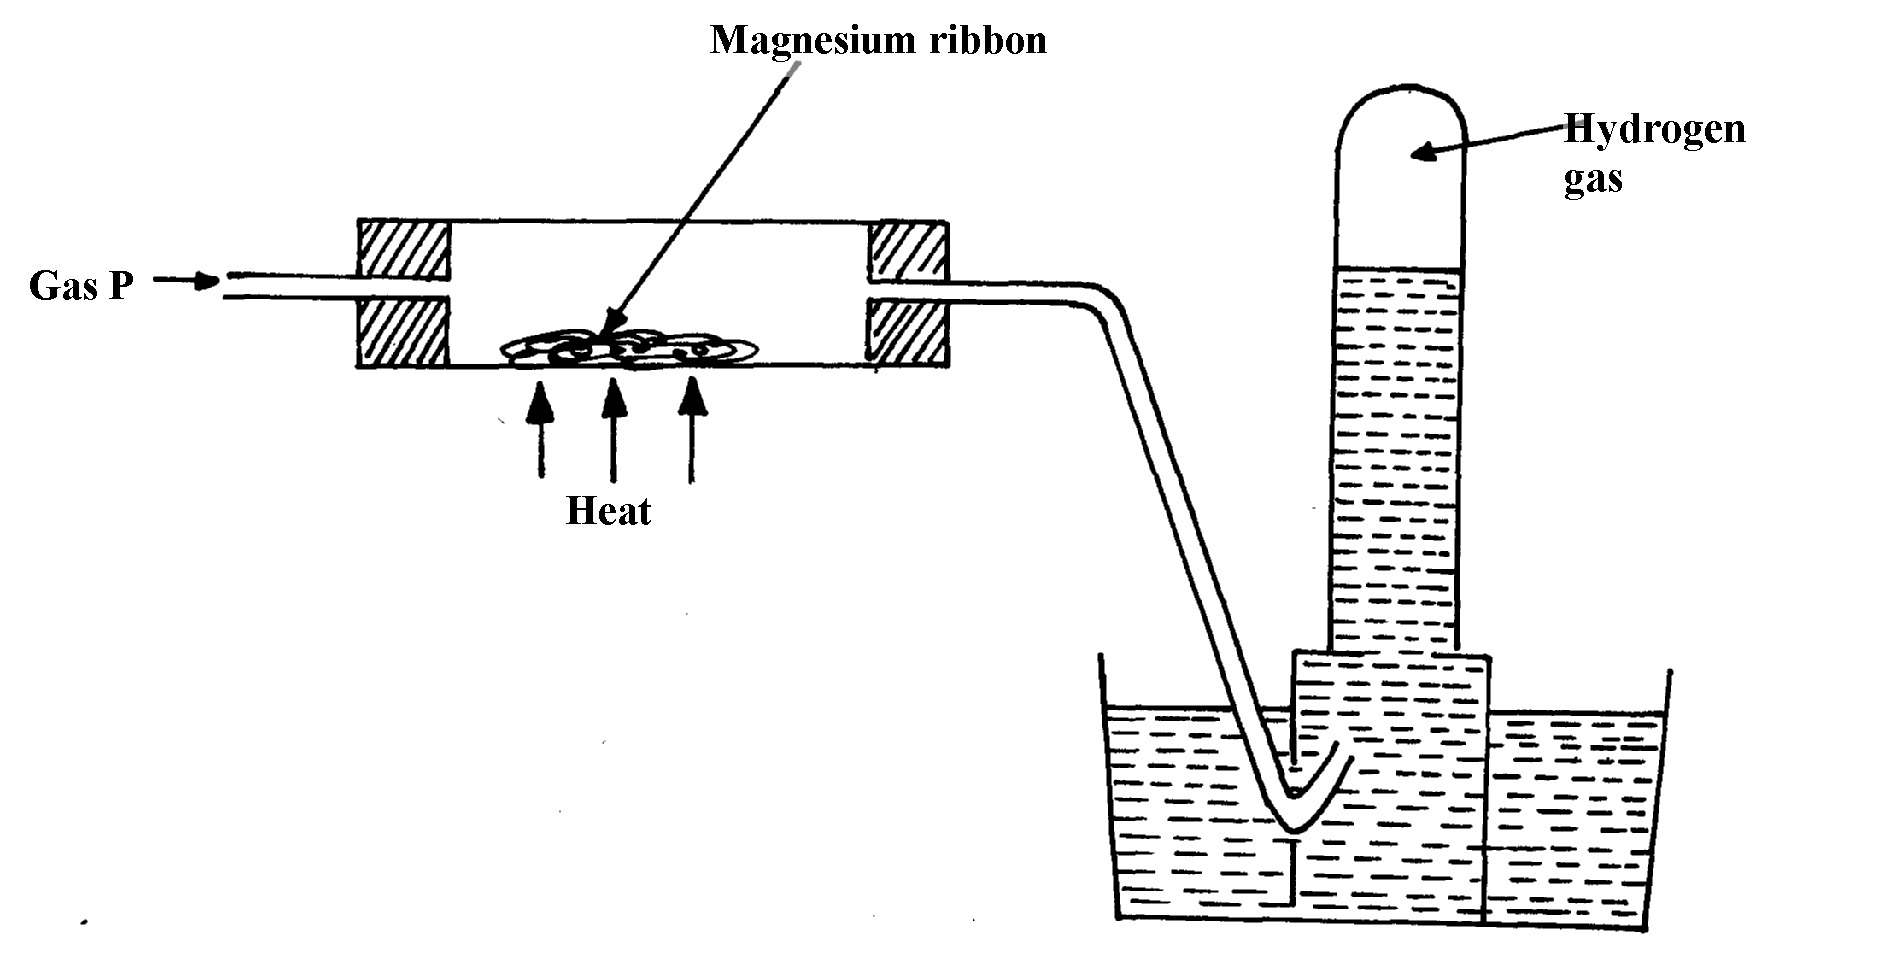 Magnesium ribbon
Hydrogen
gas
Gas P
Heat